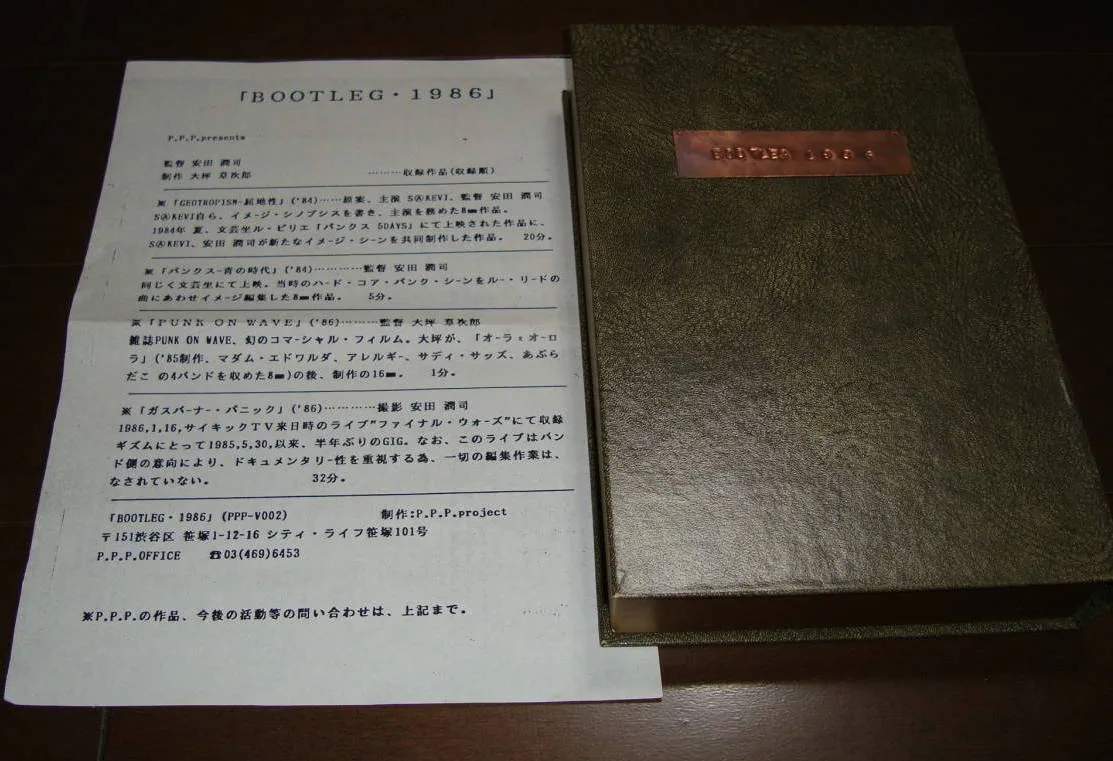 「BOOTLEG・1986」
P.P.P.presents
監督 安田 潤司
制作 大坪 草次郎 ………収録作品(収録順)
※「GEOTROPISM-屈地性」('84)……原案、主演 SⒶKEVI、監督 安田 潤司
SⒶKEVI自ら、イメージ・シノプシスを書き、主演を務めた8㎜作品。
1984年 夏、文芸坐ル・ピリエ「パンクス 5DAYS」にて上映された作品に、
SⒶKEVI、安田 潤司が新たなイメージ・シーンを共同制作した作品。 20分。
※「パンクス-青の時代」('84)…………監督 安田 潤司
同じく文芸坐にて上映。当時のハード・コア・パンク・シーンをルー・リードの
曲にあわせイメージ編集した8㎜作品。 5分。
※「PUNK ON WAVE」('86)………監督 大坪 草次郎
雑誌PUNK ON WAVE、幻のコマーシャル・フィルム。大坪が、「オーラ オーロ
ラ」('85制作、マダム・エドワルダ、アレルギー、サディ・サッズ、あぶら
だこ の4バンドを収めた8㎜)の後、制作の16㎜。 1分。
※「ガスバーナー・パニック」('86)…………撮影 安田 潤司
1986,1,16,サイキックTV来日時のライブ"ファイナル・ウォーズ"にて収録
ギズムにとって1985,5,30,以来、半年ぶりのGIG。なお、このライブはバン
ド側の意向により、ドキュメンタリー性を重視する為、一切の編集作業は、
なされていない。 32分。
「BOOTLEG・1986」(PPP-V002) 制作:P.P.P.project
〒151渋谷区 笹塚1-12-16 シティ・ライフ笹塚101号
P.P.P.OFFICE ☎03(469)6453
※P.P.P.の作品、今後の活動等の問い合わせは、上記まで。
BOOTLEG 1986